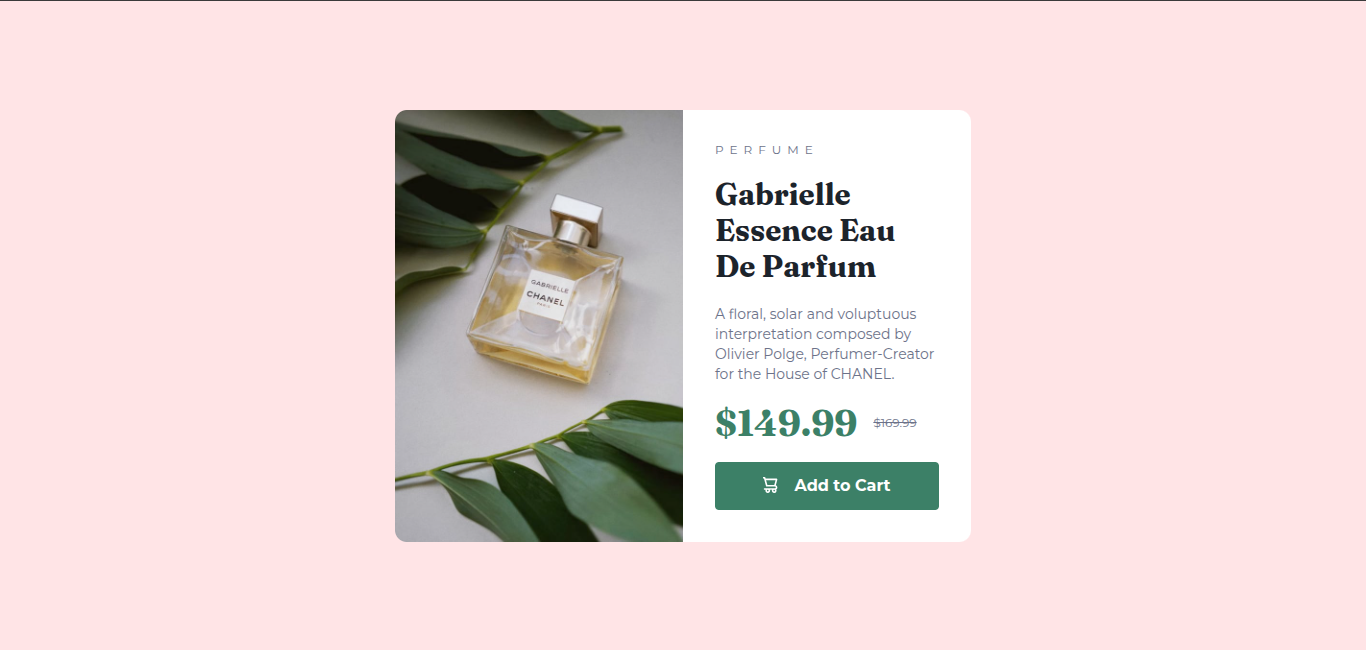 GABRIELLE
CHANEL
PARIS
PERFUME
Gabrielle
Essence Eau
De Parfum
A floral, solar and voluptuous
interpretation composed by
Olivier Polge, Perfumer-Creator
for the House of CHANEL.
$149.99 $169.99
Add to Cart